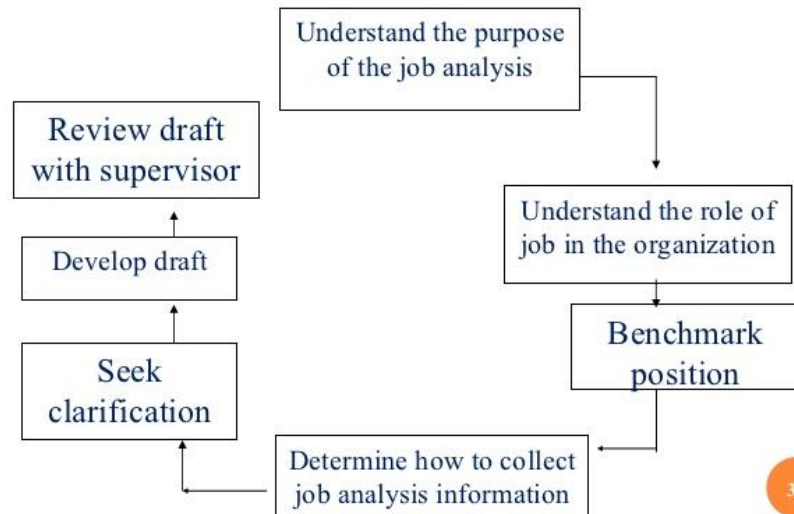 Understand the purpose
of the job analysis
Understand the role of
job in the organization
Benchmark
position
Determine how to collect
job analysis information
Seek
clarification
Develop draft
Review draft
with supervisor
3